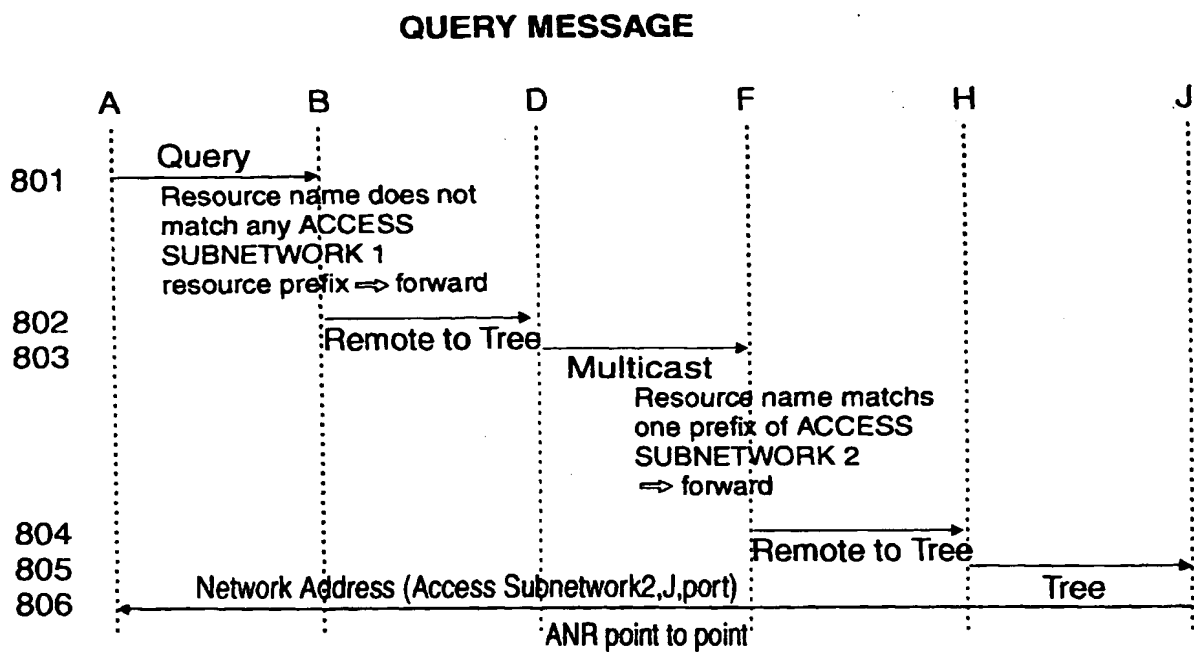 QUERY MESSAGE
A B D F H J
801 Query
Resource name does not
match any ACCESS
SUBNETWORK 1
resource prefix ⇒ forward
802 Remote to Tree
803 Multicast
Resource name matchs
one prefix of ACCESS
SUBNETWORK 2
⇒ forward
804 Remote to Tree
805 Tree
806 Network Address (Access Subnetwork2,J,port)
ANR point to point